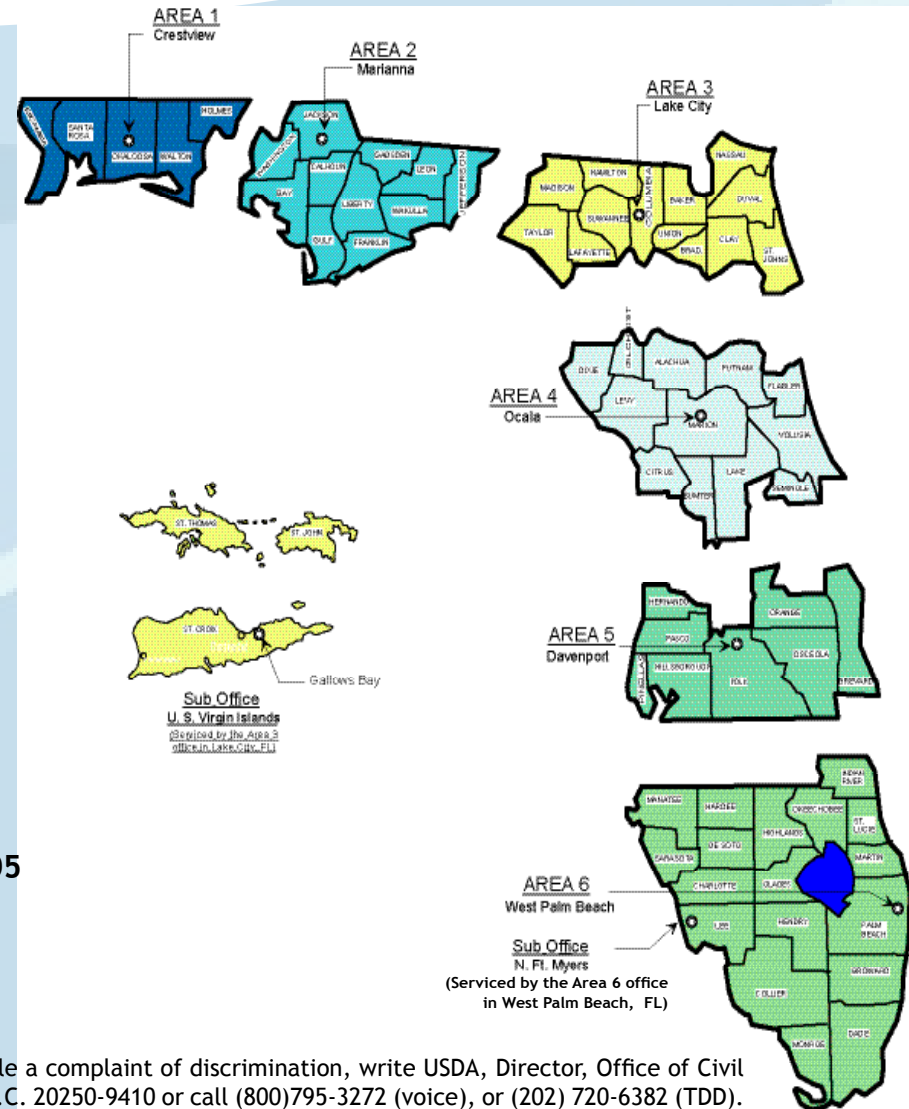 AREA 1
Crestview
AREA 2
Marianna
AREA 3
Lake City
ESCAMBIA
SANTA
ROSA
OKALOOSA
WALTON
HOLMES
JACKSON
WASHINGTON
CALHOUN
BAY
GADSDEN
LEON
JEFFERSON
LIBERTY
WAKULLA
GULF
FRANKLIN
MADISON
HAMILTON
COLUMBIA
BAKER
NASSAU
DUVAL
TAYLOR
SUWANNEE
LAFAYETTE
UNION
BRAD.
CLAY
ST.
JOHNS
AREA 4
Ocala
DIXIE
GILCHRIST
ALACHUA
PUTNAM
FLAGLER
LEVY
MARION
VOLUSIA
CITRUS
SUMTER
LAKE
SEMINOLE
ST. THOMAS
ST. JOHN
ST. CROIX
Gallows Bay
Sub Office
U. S. Virgin Islands
(Serviced by the Area 3
office in Lake City, FL)
AREA 5
Davenport
HERNANDO
PASCO
PINELLAS
HILLSBOROUGH
POLK
ORANGE
OSCEOLA
BREVARD
05
AREA 6
West Palm Beach
Sub Office
N. Ft. Myers
(Serviced by the Area 6 office
in West Palm Beach, FL)
MANATEE
HARDEE
HIGHLANDS
OKEECHOBEE
INDIAN
RIVER
ST.
LUCIE
SARASOTA
DE SOTO
MARTIN
CHARLOTTE
GLADES
LEE
HENDRY
PALM
BEACH
COLLIER
BROWARD
MONROE
DADE
le a complaint of discrimination, write USDA, Director, Office of Civil
.C. 20250-9410 or call (800)795-3272 (voice), or (202) 720-6382 (TDD).